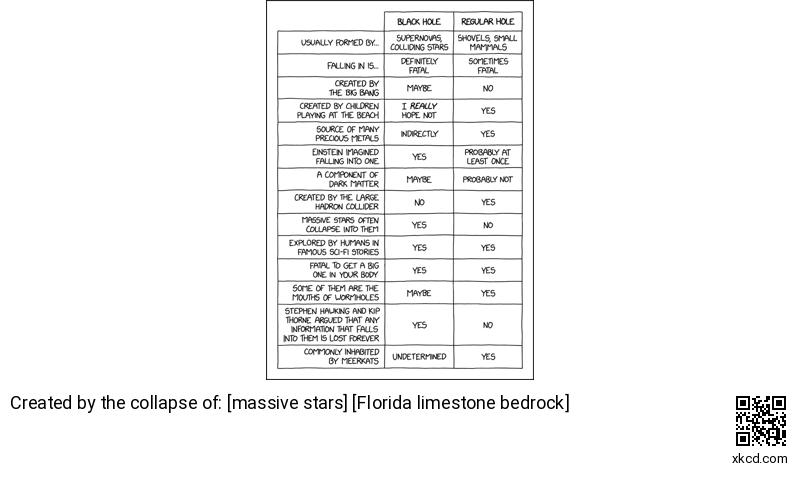 BLACK HOLE REGULAR HOLE
USUALLY FORMED BY... SUPERNOVAS, COLLIDING STARS SHOVELS, SMALL MAMMALS
FALLING IN IS... DEFINITELY FATAL SOMETIMES FATAL
CREATED BY THE BIG BANG MAYBE NO
CREATED BY CHILDREN PLAYING AT THE BEACH I REALLY HOPE NOT YES
SOURCE OF MANY PRECIOUS METALS INDIRECTLY YES
EINSTEIN IMAGINED FALLING INTO ONE YES PROBABLY AT LEAST ONCE
A COMPONENT OF DARK MATTER MAYBE PROBABLY NOT
CREATED BY THE LARGE HADRON COLLIDER NO YES
MASSIVE STARS OFTEN COLLAPSE INTO THEM YES NO
EXPLORED BY HUMANS IN FAMOUS SCI-FI STORIES YES YES
FATAL TO GET A BIG ONE IN YOUR BODY YES YES
SOME OF THEM ARE THE MOUTHS OF WORMHOLES MAYBE YES
STEPHEN HAWKING AND KIP THORNE ARGUED THAT ANY INFORMATION THAT FALLS INTO THEM IS LOST FOREVER YES NO
COMMONLY INHABITED BY MEERKATS UNDETERMINED YES
Created by the collapse of: [massive stars] [Florida limestone bedrock]
xkcd.com